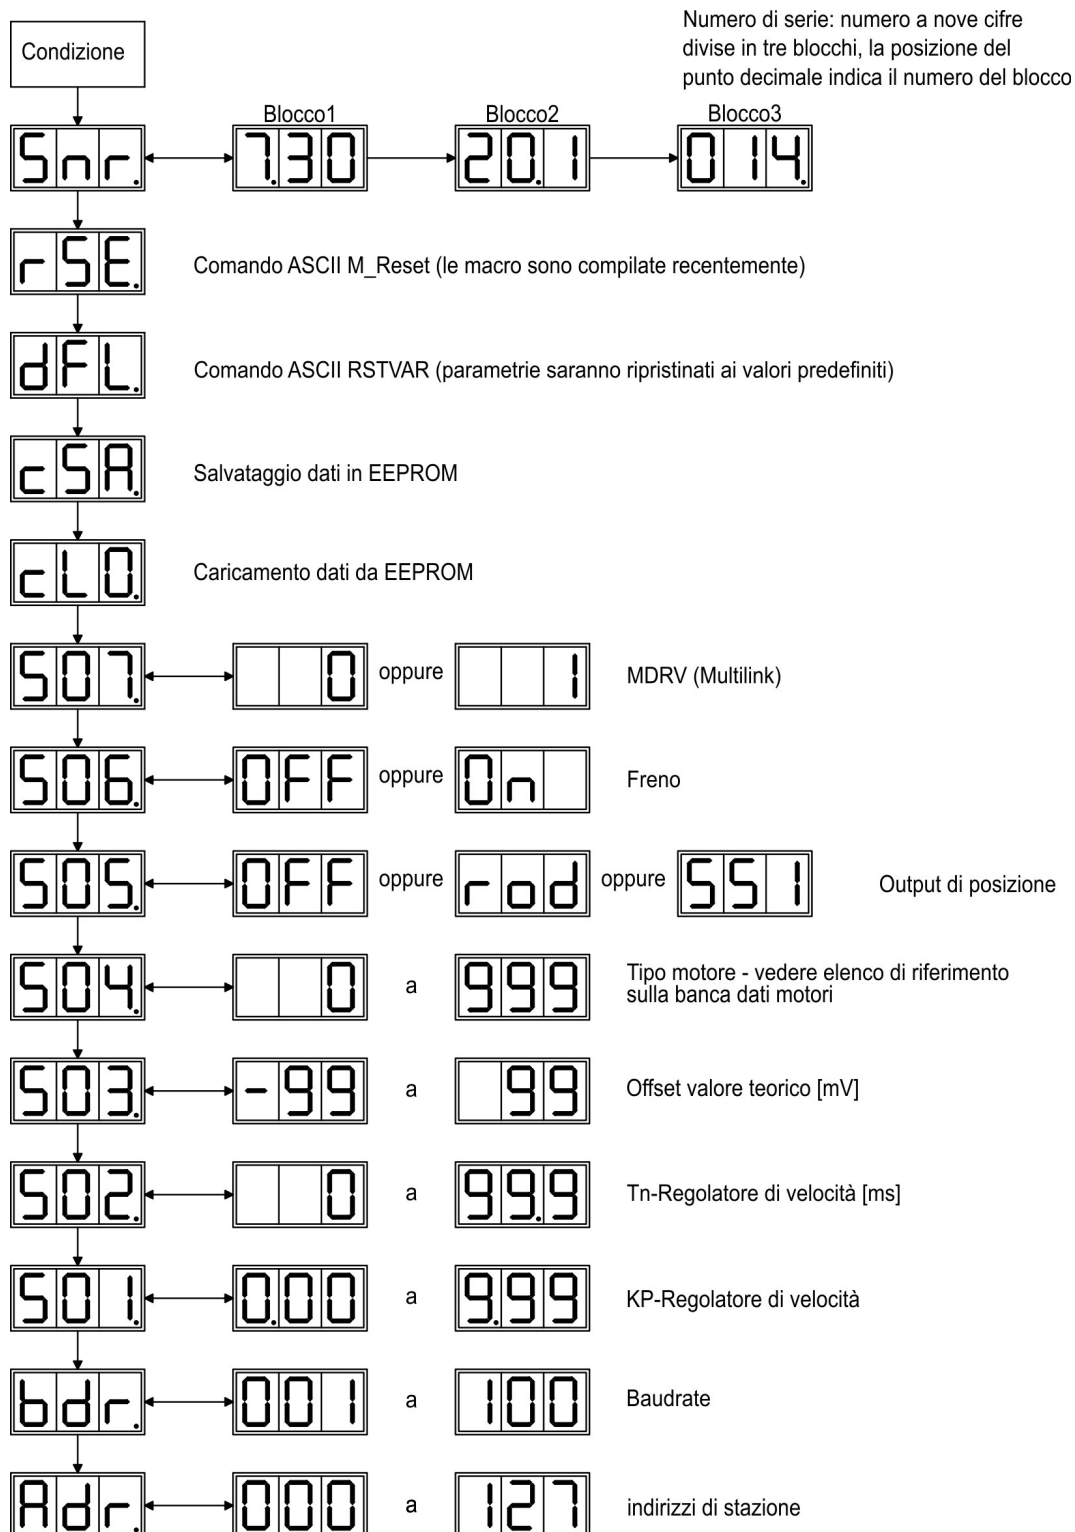 Condizione
Numero di serie: numero a nove cifre
divise in tre blocchi, la posizione del
punto decimale indica il numero del blocco
Blocco1 Blocco2 Blocco3
Snr. 7.30 20.1 014.
rSE. Comando ASCII M_Reset (le macro sono compilate recentemente)
dFL. Comando ASCII RSTVAR (parametrie saranno ripristinati ai valori predefiniti)
cSA. Salvataggio dati in EEPROM
cLO. Caricamento dati da EEPROM
S07. 0 oppure 1 MDRV (Multilink)
S06. OFF oppure On Freno
S05. OFF oppure rod oppure SSI Output di posizione
S04. 0 a 999 Tipo motore - vedere elenco di riferimento
sulla banca dati motori
S03. -99 a 99 Offset valore teorico [mV]
S02. 0 a 99.9 Tn-Regolatore di velocità [ms]
S01. 0.00 a 9.99 KP-Regolatore di velocità
bdr. 001 a 100 Baudrate
Adr. 000 a 127 indirizzi di stazione